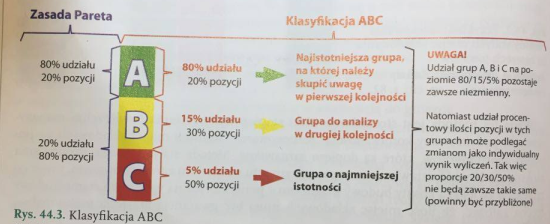 Zasada Pareta
Klasyfikacja ABC
80% udziału
20% pozycji
A
80% udziału
20% pozycji
Najistotniejsza grupa,
na której należy
skupić uwagę
w pierwszej kolejności
B
15% udziału
30% pozycji
Grupa do analizy
w drugiej kolejności
20% udziału
80% pozycji
C
5% udziału
50% pozycji
Grupa o najmniejszej
istotności
UWAGA!
Udział grup A, B i C na po-
ziomie 80/15/5% pozostaje
zawsze niezmienny.
Natomiast udział procen-
towy ilości pozycji w tych
grupach może podlegać
zmianom jako indywidualny
wynik wyliczeń. Tak więc
proporcje 20/30/50%
nie będą zawsze takie same
(powinny być przybliżone)
Rys. 44.3. Klasyfikacja ABC